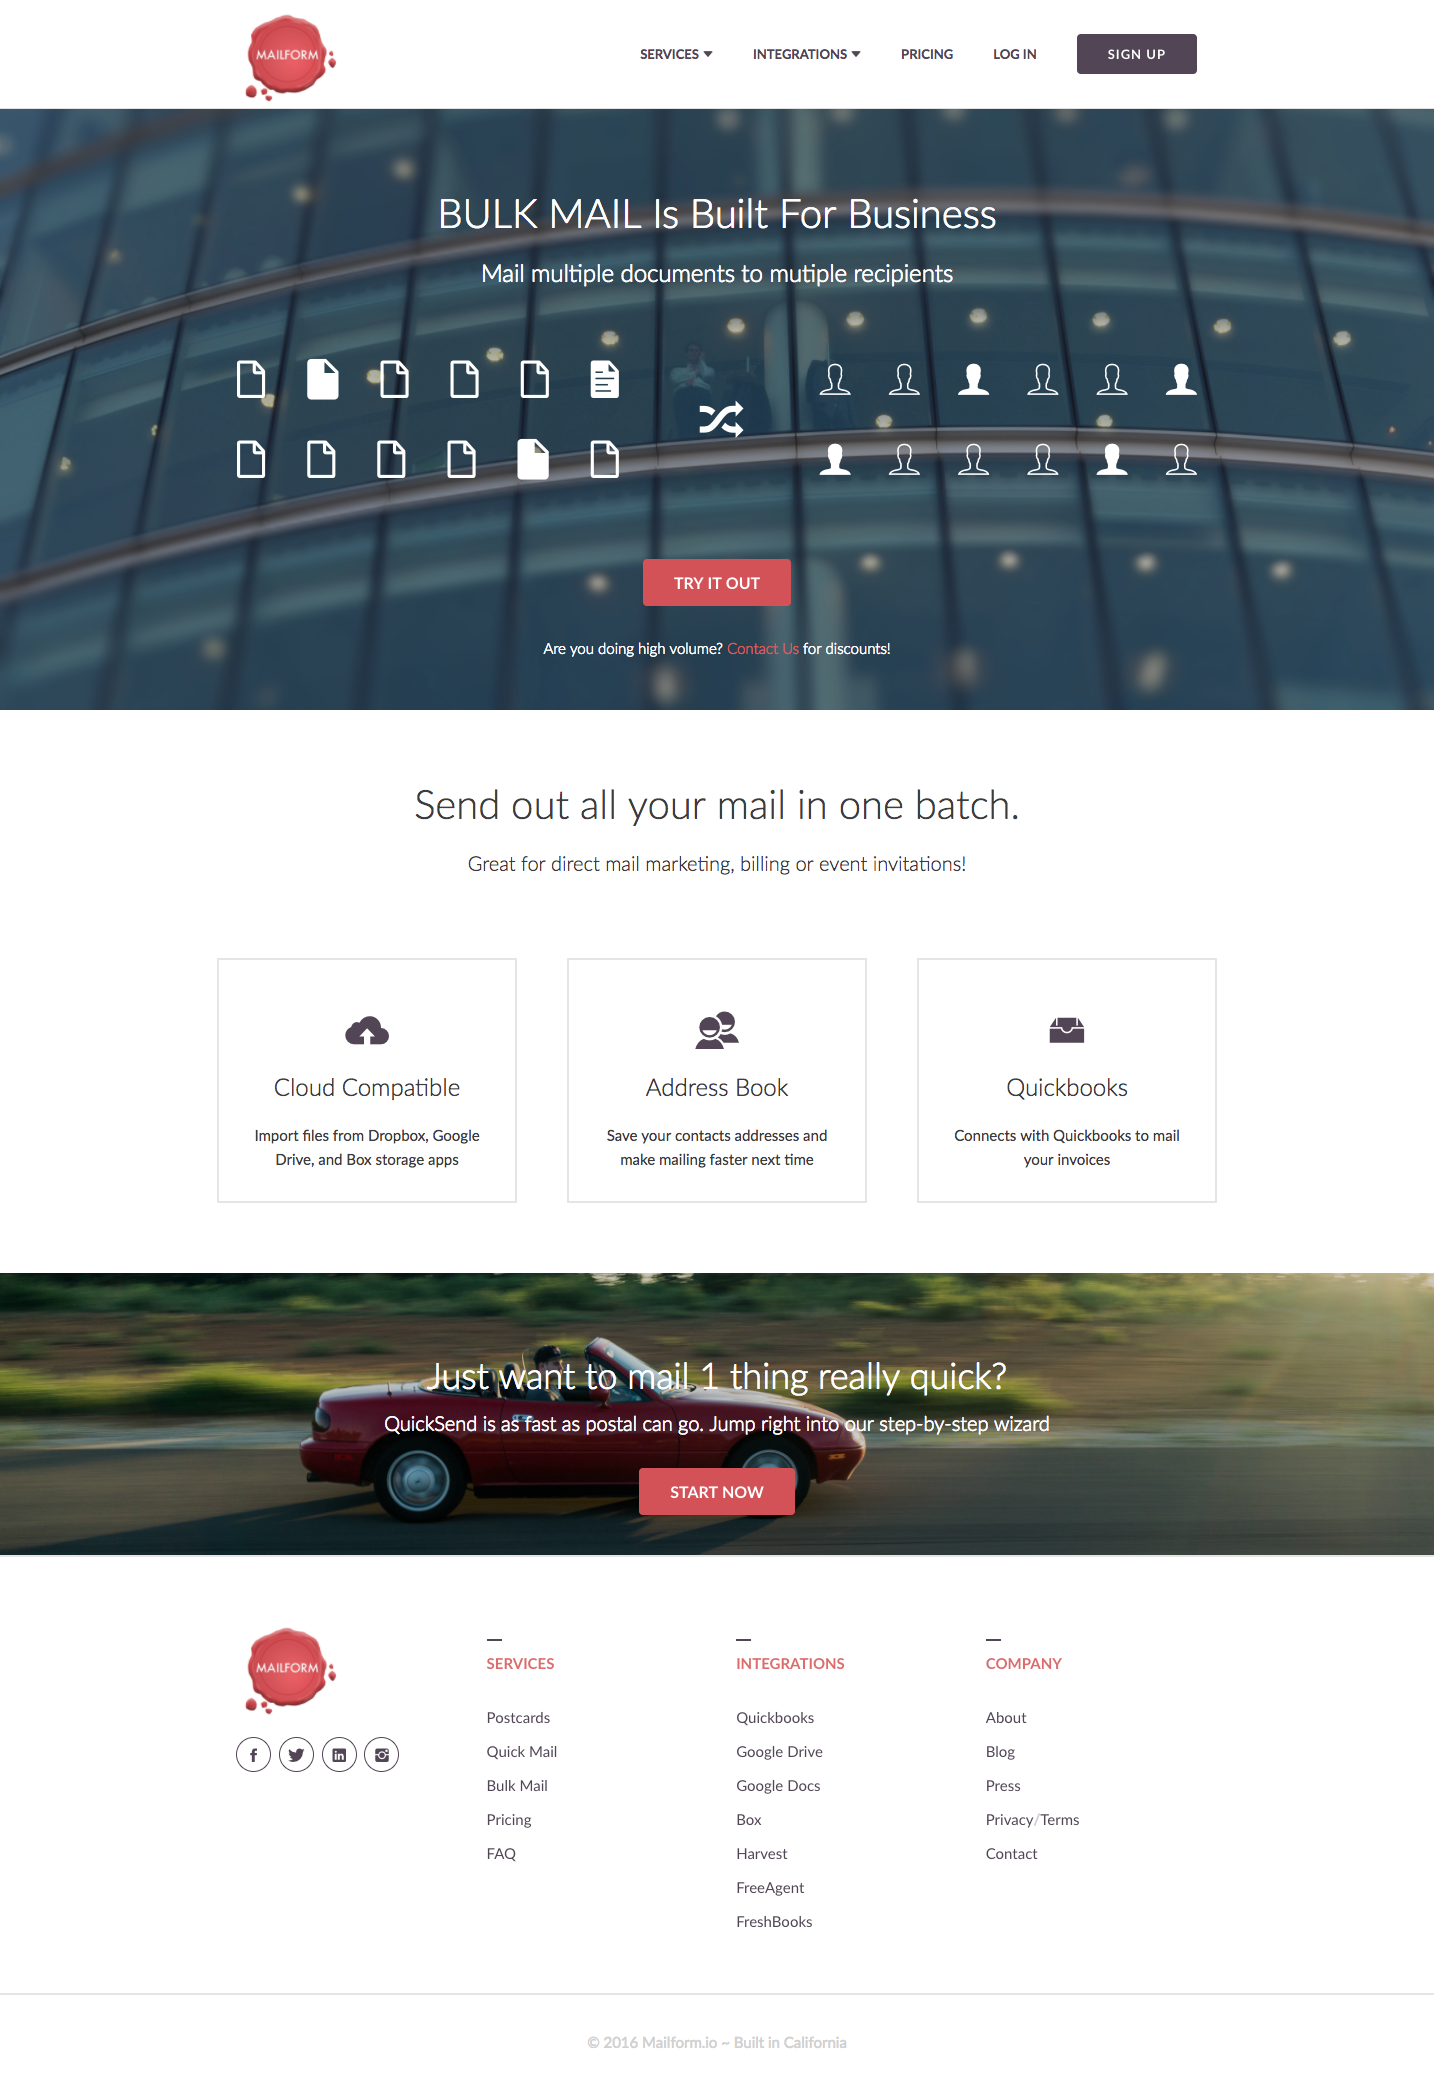 MAILFORM
SERVICES
INTEGRATIONS
PRICING
LOG IN
SIGN UP
BULK MAIL Is Built For Business
Mail multiple documents to mutiple recipients
TRY IT OUT
Are you doing high volume? Contact Us for discounts!
Send out all your mail in one batch.
Great for direct mail marketing, billing or event invitations!
Cloud Compatible
Import files from Dropbox, Google
Drive, and Box storage apps
Address Book
Save your contacts addresses and
make mailing faster next time
Quickbooks
Connects with Quickbooks to mail
your invoices
Just want to mail 1 thing really quick?
QuickSend is as fast as postal can go. Jump right into our step-by-step wizard
START NOW
MAILFORM
SERVICES
Postcards
Quick Mail
Bulk Mail
Pricing
FAQ
INTEGRATIONS
Quickbooks
Google Drive
Google Docs
Box
Harvest
FreeAgent
FreshBooks
COMPANY
About
Blog
Press
Privacy/Terms
Contact
© 2016 Mailform.io ~ Built in California